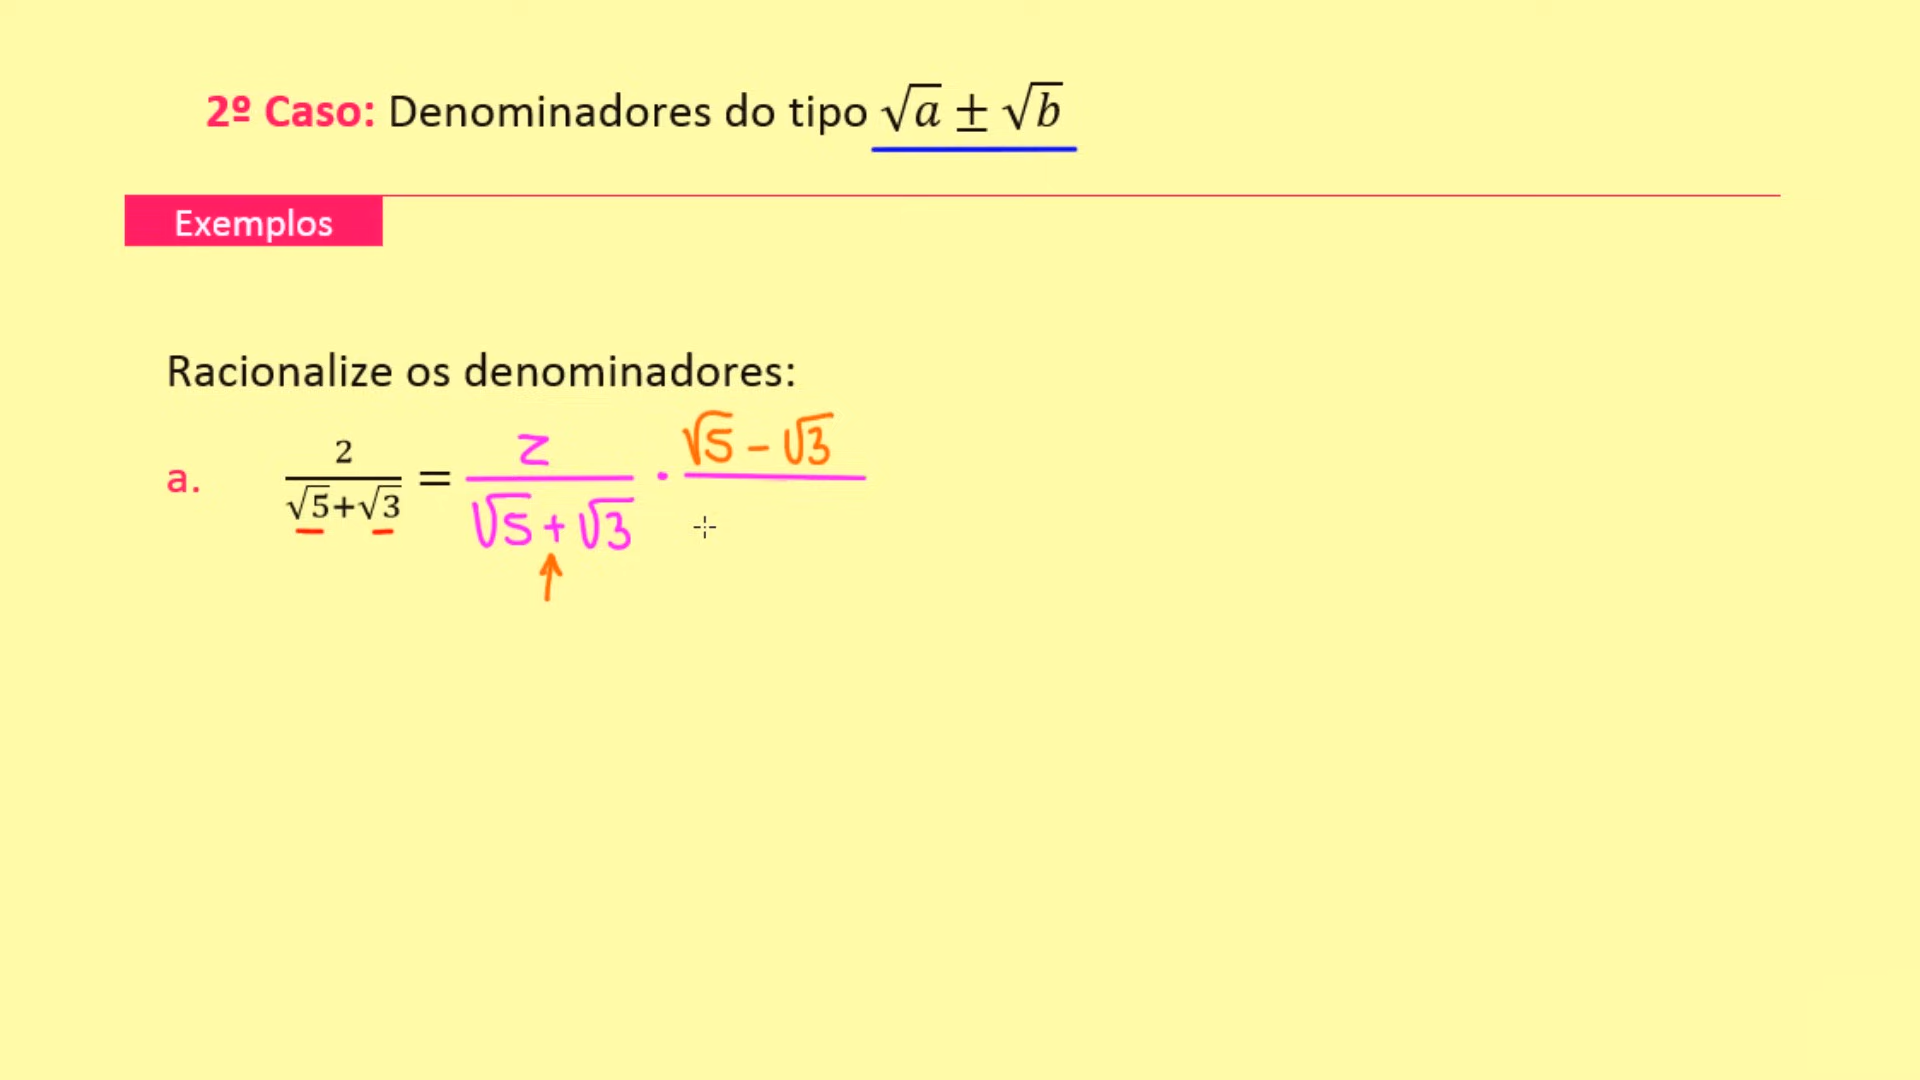 2º Caso: Denominadores do tipo √a ± √b
Exemplos
Racionalize os denominadores:
a. 2/(√5+√3) = 2/(√5+√3) · (√5-√3)/